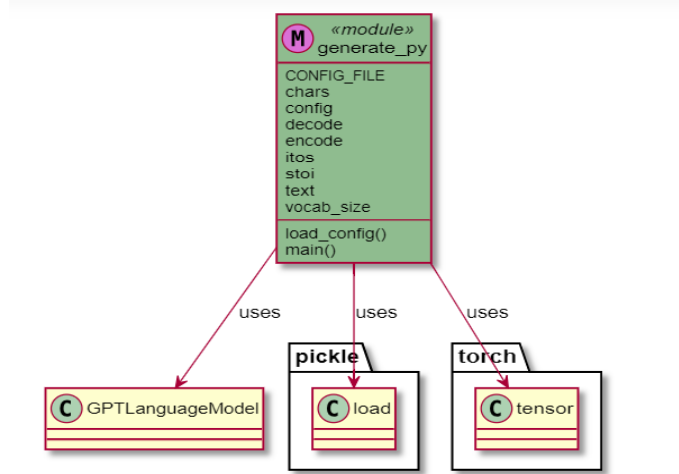 M «module»
generate_py
CONFIG_FILE
chars
config
decode
encode
itos
stoi
text
vocab_size
load_config()
main()
uses uses uses
pickle torch
C GPTLanguageModel C load C tensor